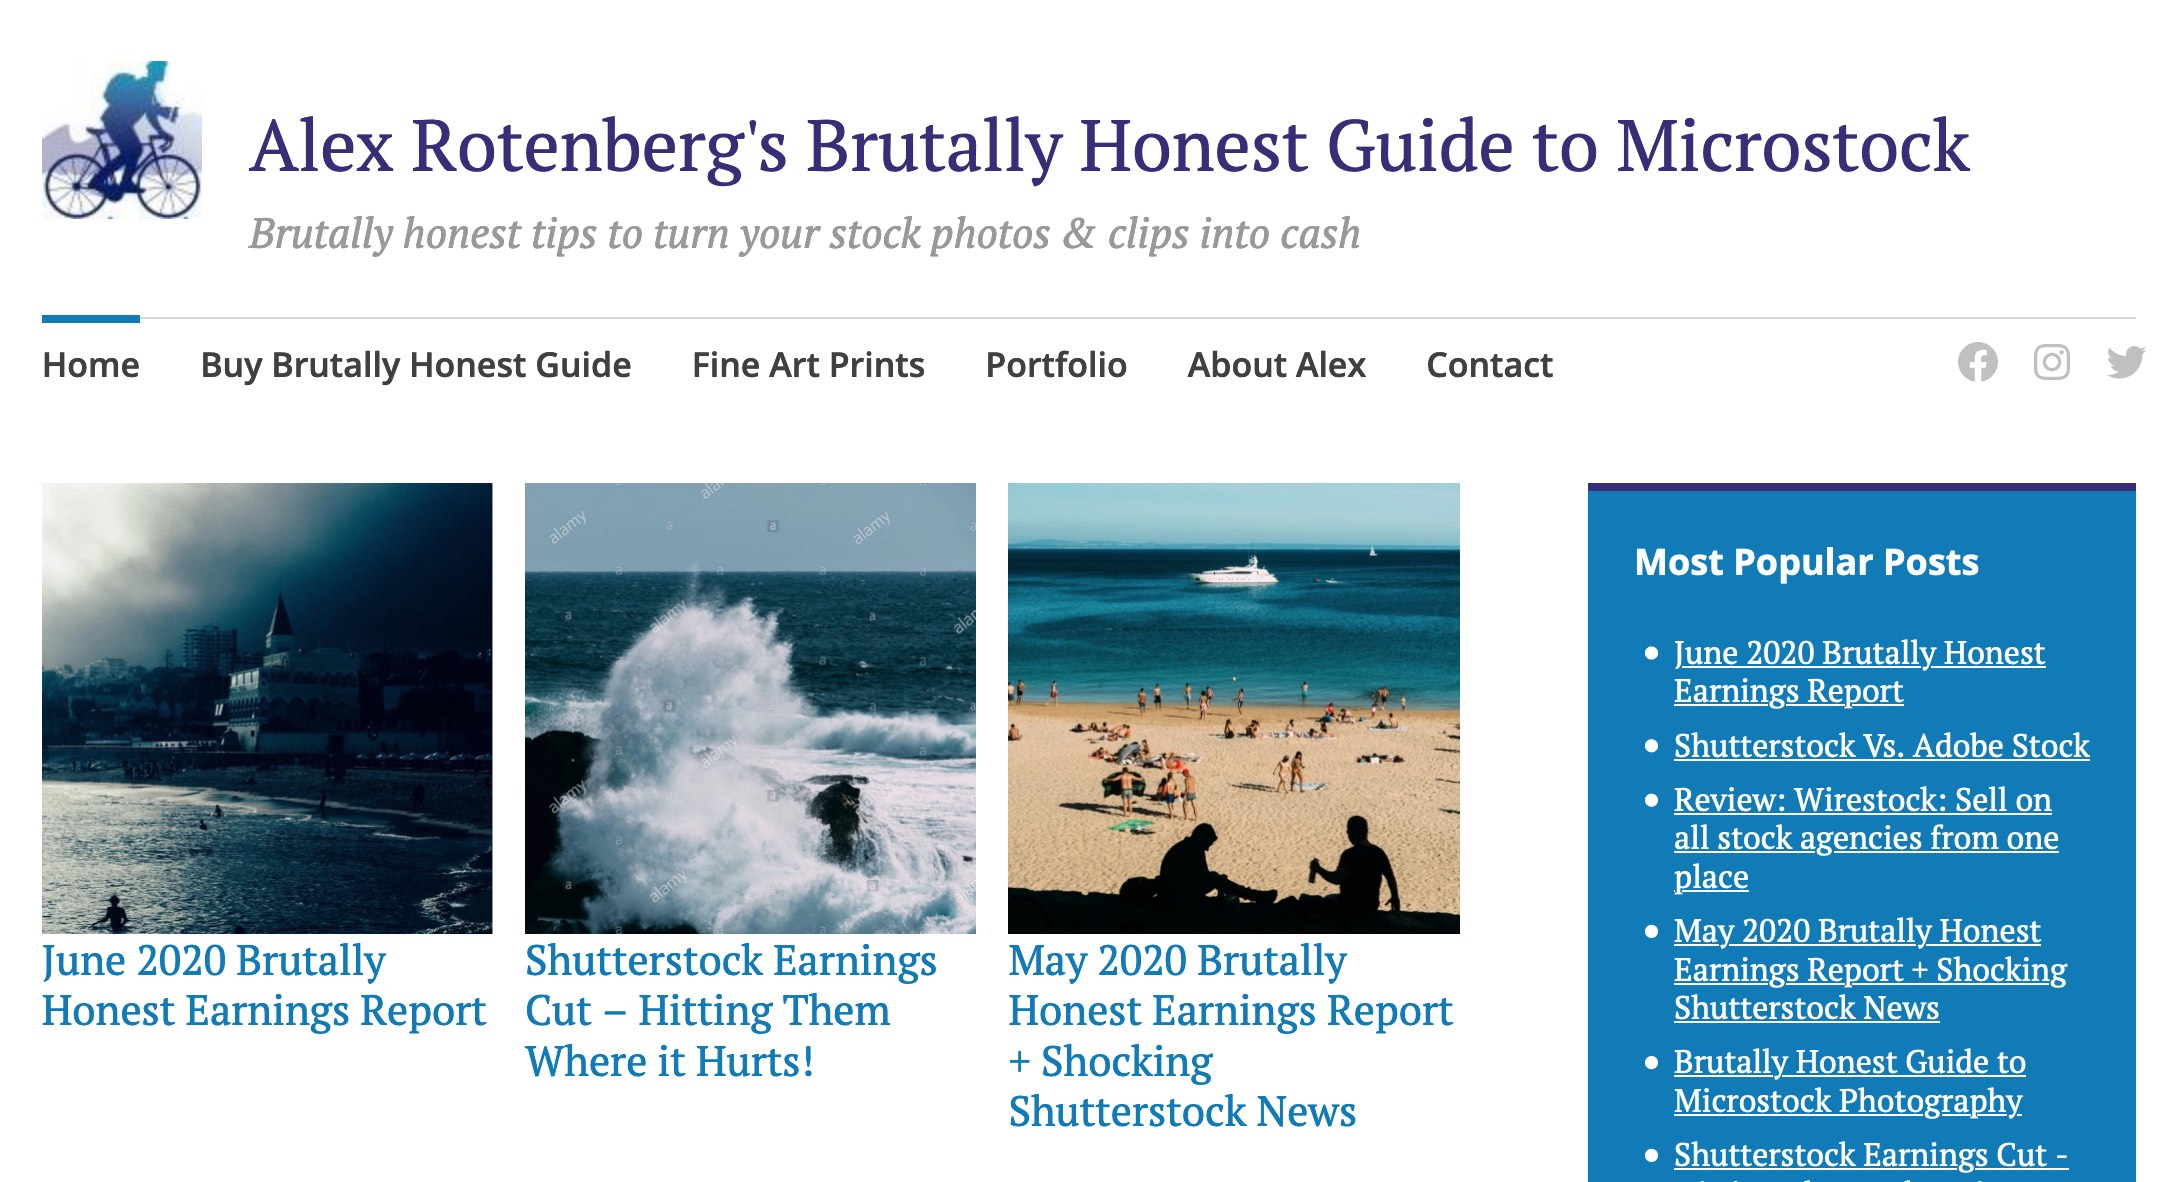 Alex Rotenberg's Brutally Honest Guide to Microstock
Brutally honest tips to turn your stock photos & clips into cash
Home
Buy Brutally Honest Guide
Fine Art Prints
Portfolio
About Alex
Contact
alamy
a
alamy
alamy
June 2020 Brutally
Honest Earnings Report
Shutterstock Earnings
Cut – Hitting Them
Where it Hurts!
May 2020 Brutally
Honest Earnings Report
+ Shocking
Shutterstock News
Most Popular Posts
June 2020 Brutally Honest
Earnings Report
Shutterstock Vs. Adobe Stock
Review: Wirestock: Sell on
all stock agencies from one
place
May 2020 Brutally Honest
Earnings Report + Shocking
Shutterstock News
Brutally Honest Guide to
Microstock Photography
Shutterstock Earnings Cut -